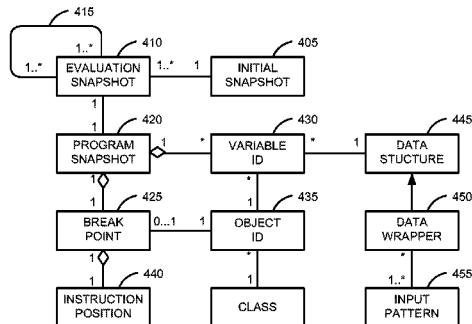 415
410
405
1..*
1..*
EVALUATION
SNAPSHOT
1..*
1
INITIAL
SNAPSHOT
1
1
420
430
445
PROGRAM
SNAPSHOT
1
*
VARIABLE
ID
*
1
DATA
STUCTURE
1
*
1
425
1
435
450
BREAK
POINT
0...1
1
OBJECT
ID
DATA
WRAPPER
1
*
*
1
440
1
1..*
455
INSTRUCTION
POSITION
CLASS
INPUT
PATTERN